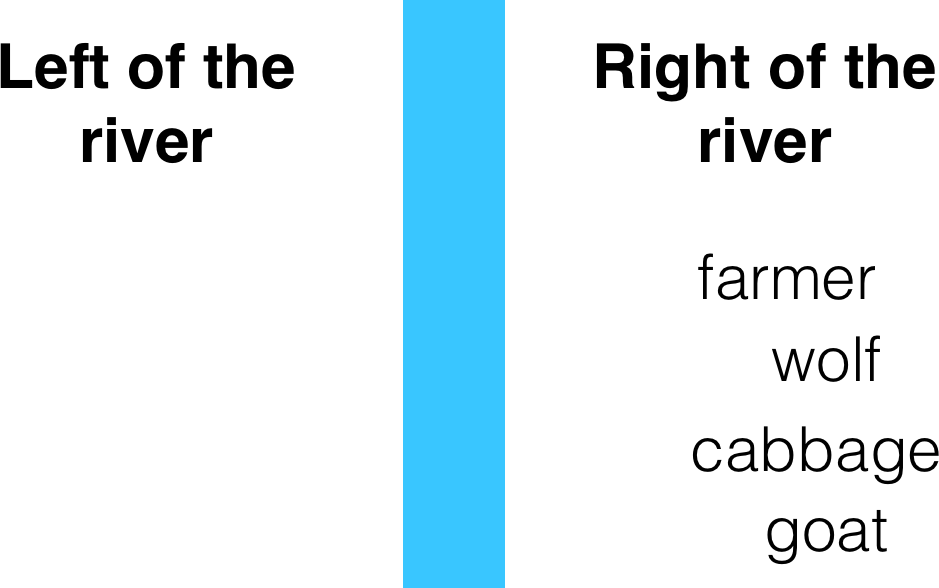 Left of the
river
Right of the
river
farmer
wolf
cabbage
goat